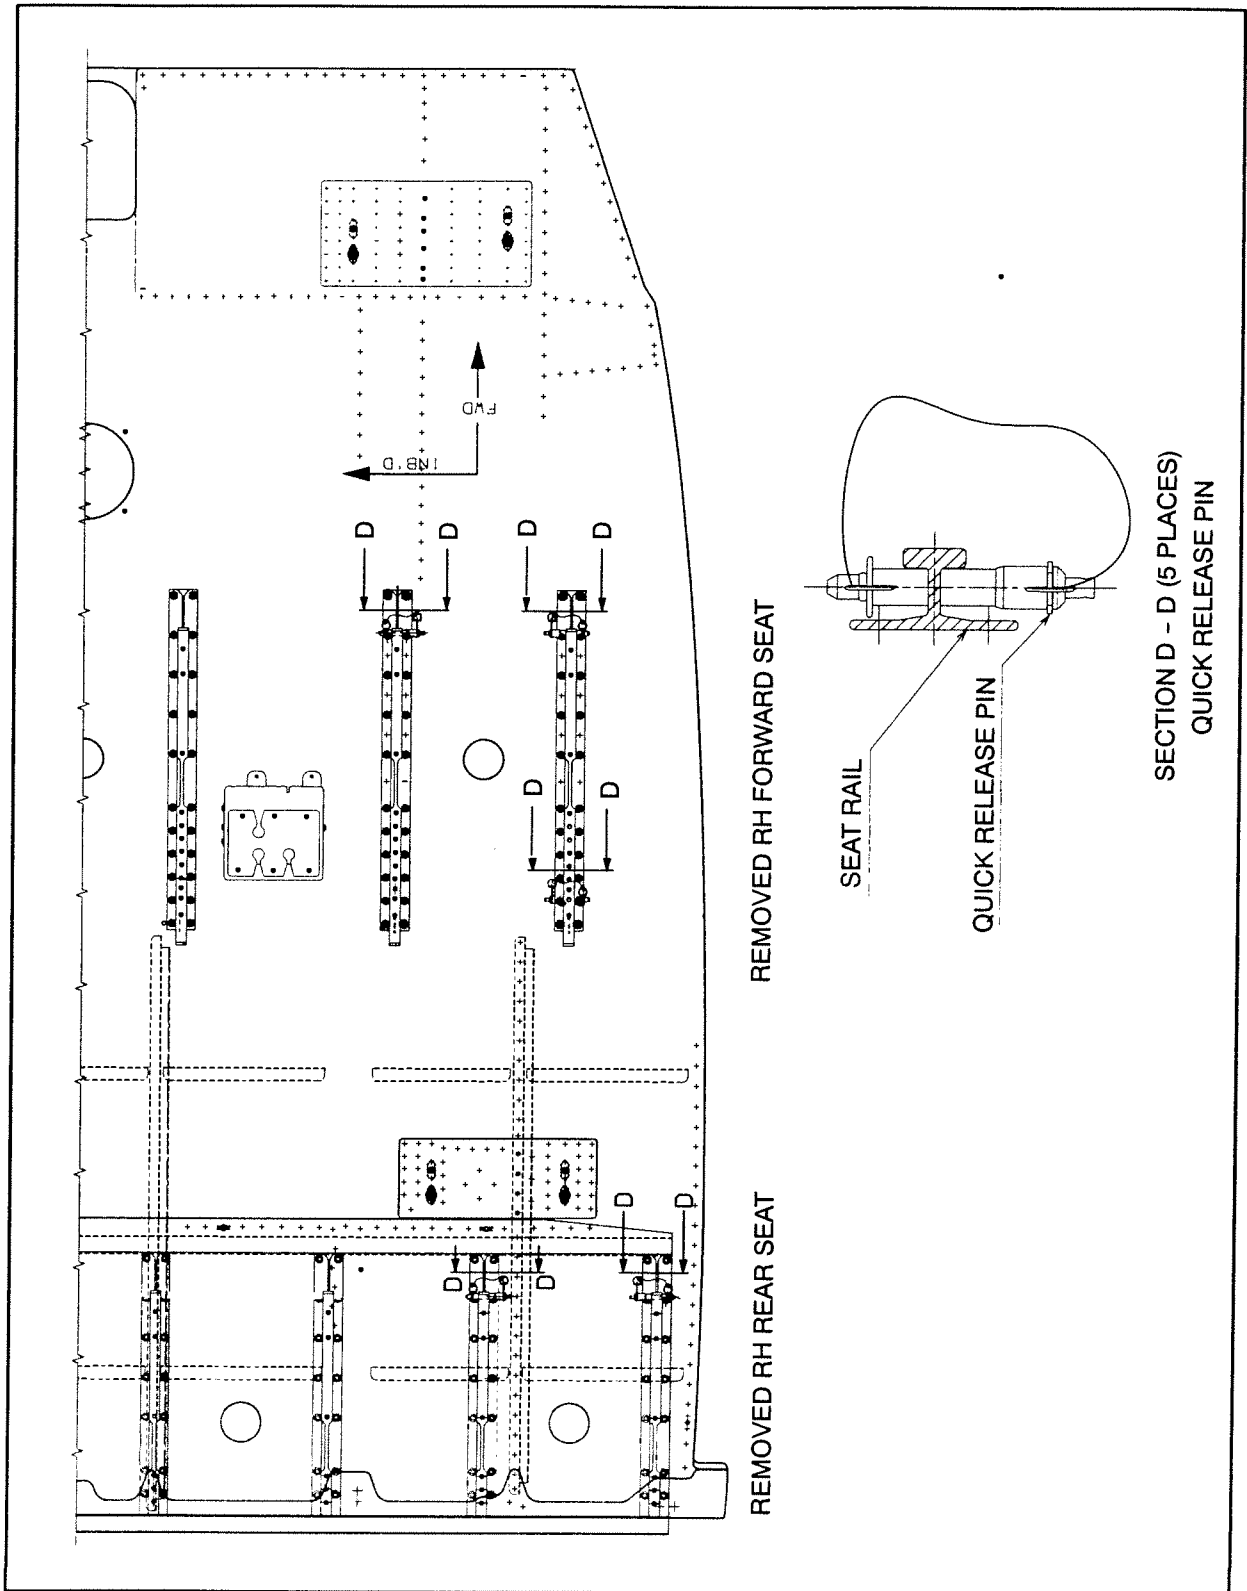 FWD
INB'D
D
D
D
D
D
D
D
D
D
D
REMOVED RH REAR SEAT
REMOVED RH FORWARD SEAT
SEAT RAIL
QUICK RELEASE PIN
SECTION D - D (5 PLACES)
QUICK RELEASE PIN